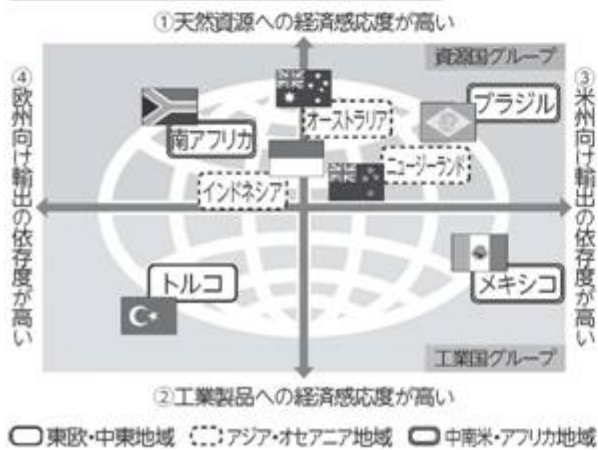 ①天然資源への経済感応度が高い
資源国グループ
④欧州向け輸出の依存度が高い
③米州向け輸出の依存度が高い
ブラジル
オーストラリア
南アフリカ
ニュージーランド
インドネシア
トルコ
メキシコ
工業国グループ
②工業製品への経済感応度が高い
東欧・中東地域 アジア・オセアニア地域 中南米・アフリカ地域